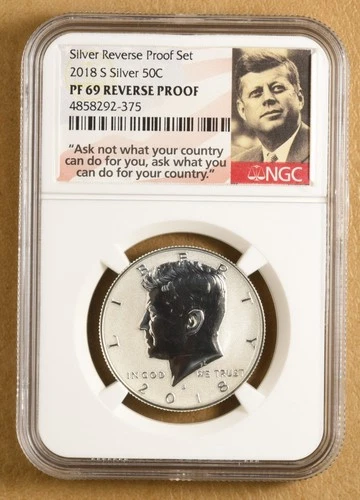 Silver Reverse Proof Set
2018 S Silver 50C
PF 69 REVERSE PROOF
4858292-375
"Ask not what your country
can do for you, ask what you
can do for your country."
NGC
LIBERTY
IN GOD WE TRUST
S
2018